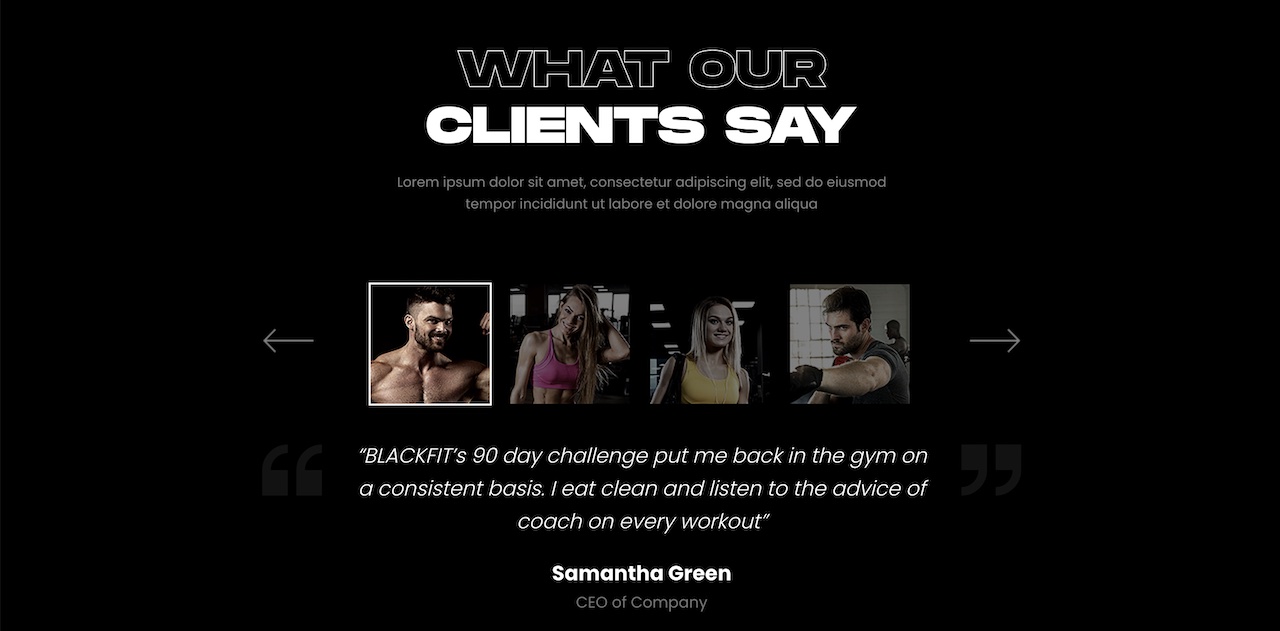 WHAT OUR
CLIENTS SAY
Lorem ipsum dolor sit amet, consectetur adipiscing elit, sed do eiusmod
tempor incididunt ut labore et dolore magna aliqua
“BLACKFIT’s 90 day challenge put me back in the gym on
a consistent basis. I eat clean and listen to the advice of
coach on every workout”
Samantha Green
CEO of Company